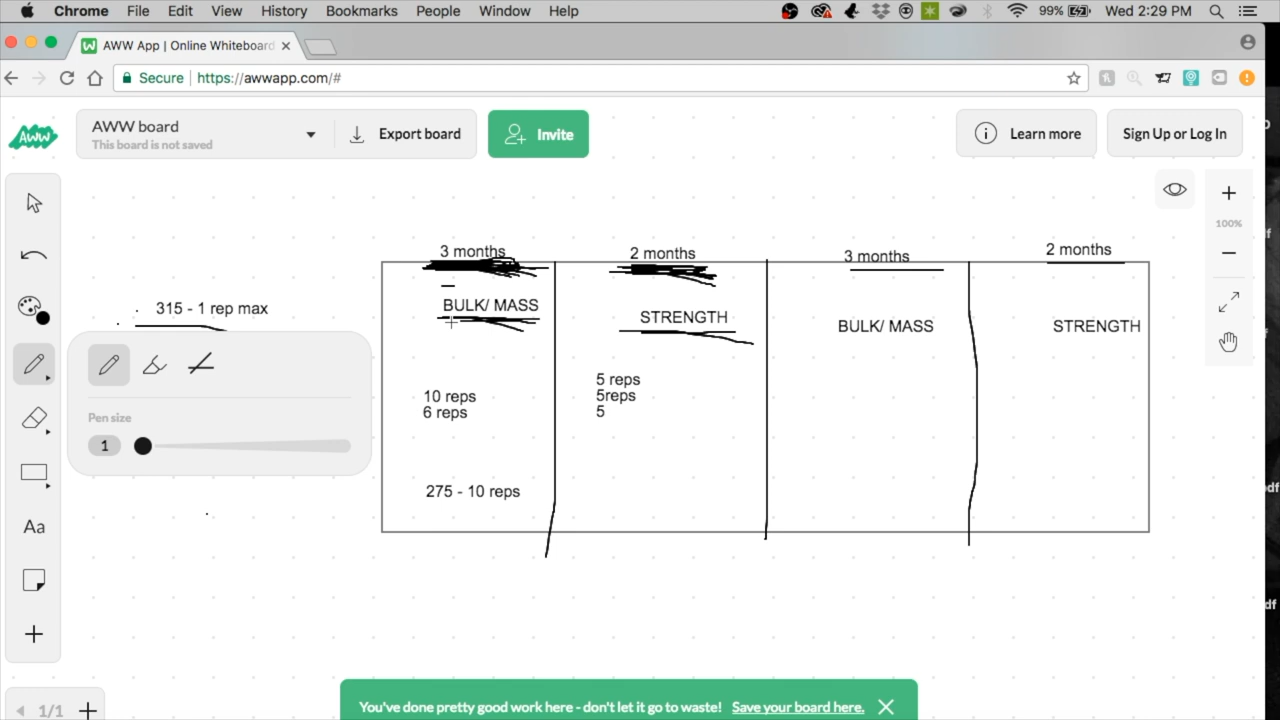 Chrome File Edit View History Bookmarks People Window Help 99% Wed 2:29 PM
AWW App | Online Whiteboard
Secure https://awwapp.com/#
AWW
AWW board
This board is not saved
Export board
Invite
Learn more
Sign Up or Log In
100%
3 months
2 months
3 months
2 months
315 - 1 rep max
BULK/ MASS
STRENGTH
BULK/ MASS
STRENGTH
Pen size
1
10 reps
6 reps
5 reps
5reps
5
275 - 10 reps
Aa
1/1
You've done pretty good work here - don't let it go to waste! Save your board here.
df
df